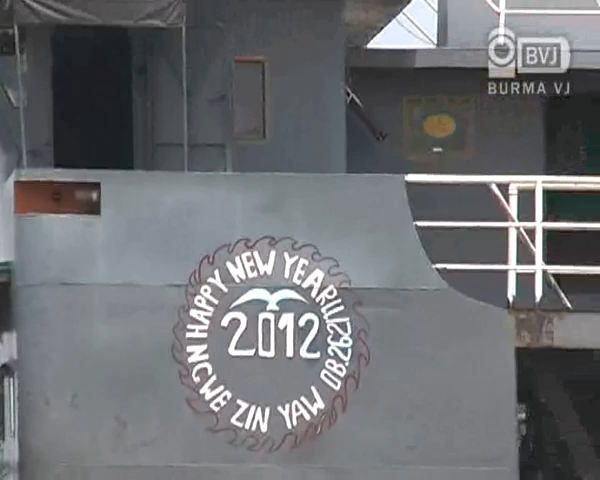 BVJ
BURMA VJ
HAPPY NEW YEAR
2012
NGWE ZIN YAW